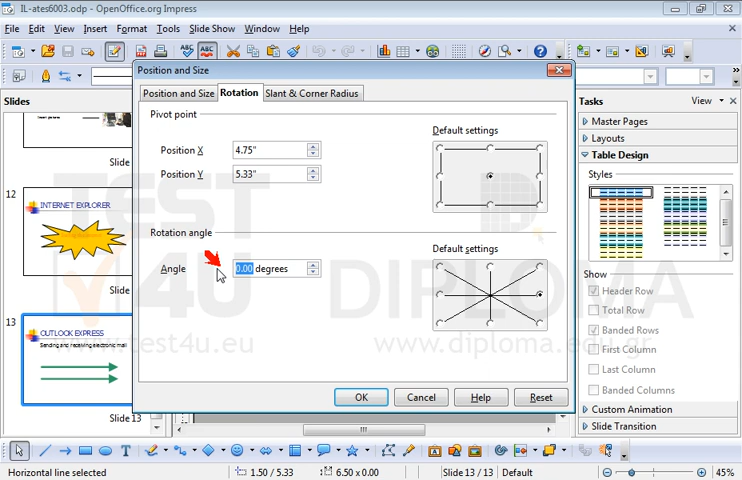 IL-ates6003.odp - OpenOffice.org Impress
File Edit View Insert Format Tools Slide Show Window Help
Slides
Slide
12
INTERNET EXPLORER
Slide
13
OUTLOCK EXPRESS
Sending and receiving electronic mail
Slide 13
Position and Size
Position and Size Rotation Slant & Corner Radius
Pivot point
Default settings
Position X 4.75"
Position Y 5.33"
Rotation angle
Default settings
Angle 0.00 degrees
OK Cancel Help Reset
Tasks View
Master Pages
Layouts
Table Design
Styles
Show
Header Row
Total Row
Banded Rows
First Column
Last Column
Banded Columns
Custom Animation
Slide Transition
TEST 4U
DIPLOMA
www.test4u.eu www.diploma.edu.gr
Horizontal line selected 1.50 / 5.33 6.50 x 0.00 Slide 13 / 13 Default 45%